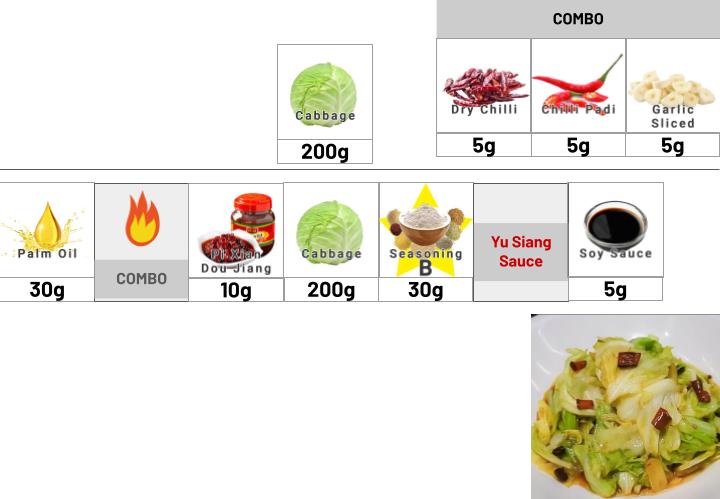 COMBO
Cabbage
200g
Dry Chilli
Chilli Padi
Garlic
Sliced
5g
5g
5g
Palm Oil
30g
COMBO
Pi Xian
Dou Jiang
10g
Cabbage
200g
Seasoning
B
30g
Yu Siang
Sauce
Soy Sauce
5g